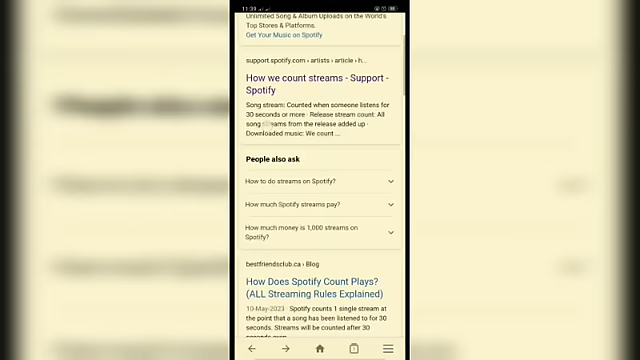 11:39
Unlimited Song & Album Uploads on the World's
Top Stores & Platforms.
Get Your Music on Spotify
support.spotify.com › artists › article › h...
How we count streams - Support -
Spotify
Song stream: Counted when someone listens for
30 seconds or more · Release stream count: All
song streams from the release added up ·
Downloaded music: We count ...
People also ask
How to do streams on Spotify?
How much Spotify streams pay?
How much money is 1,000 streams on
Spotify?
bestfriendsclub.ca › Blog
How Does Spotify Count Plays?
(ALL Streaming Rules Explained)
10-May-2023 · Spotify counts 1 single stream at
the point that a song has been listened to for 30
seconds. Streams will be counted after 30